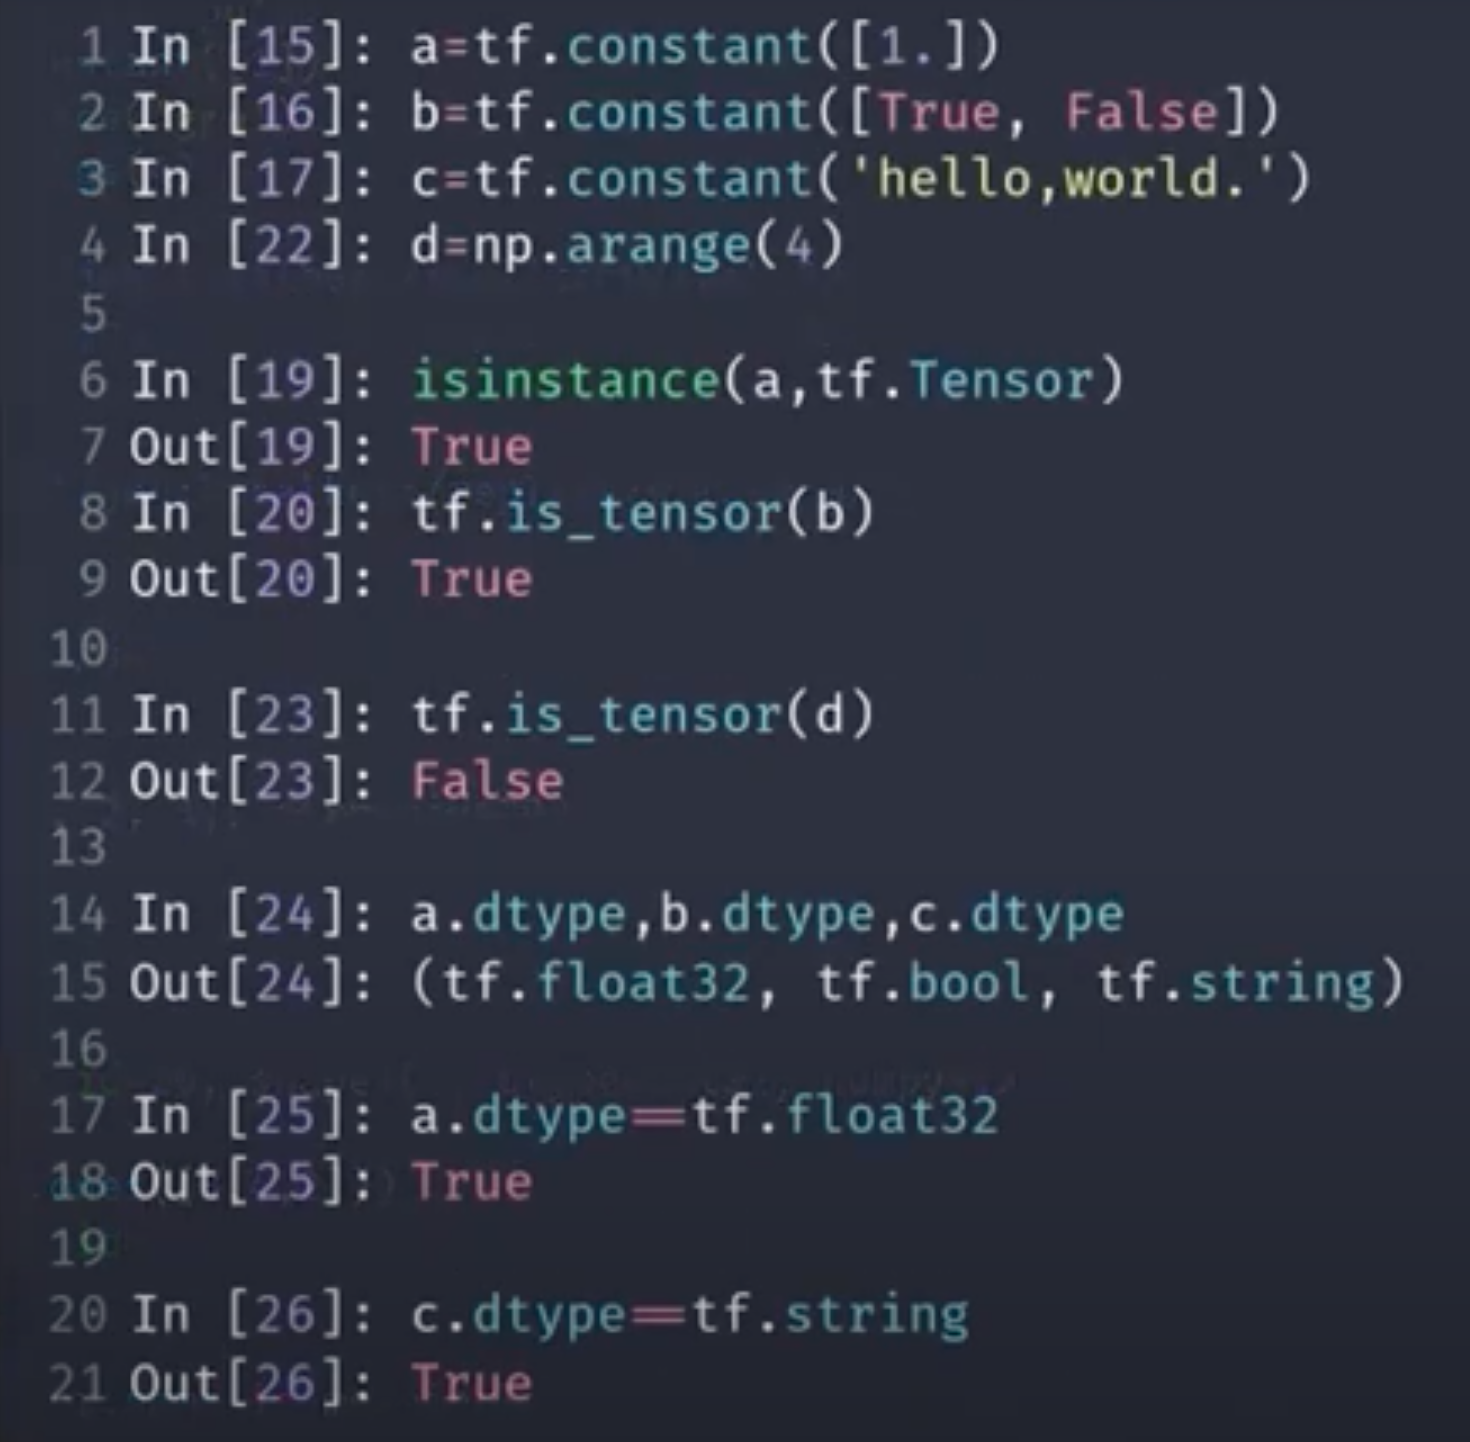 1 In [15]: a=tf.constant([1.])
2 In [16]: b=tf.constant([True, False])
3 In [17]: c=tf.constant('hello,world.')
4 In [22]: d=np.arange(4)
5
6 In [19]: isinstance(a,tf.Tensor)
7 Out[19]: True
8 In [20]: tf.is_tensor(b)
9 Out[20]: True
10
11 In [23]: tf.is_tensor(d)
12 Out[23]: False
13
14 In [24]: a.dtype,b.dtype,c.dtype
15 Out[24]: (tf.float32, tf.bool, tf.string)
16
17 In [25]: a.dtype==tf.float32
18 Out[25]: True
19
20 In [26]: c.dtype==tf.string
21 Out[26]: True